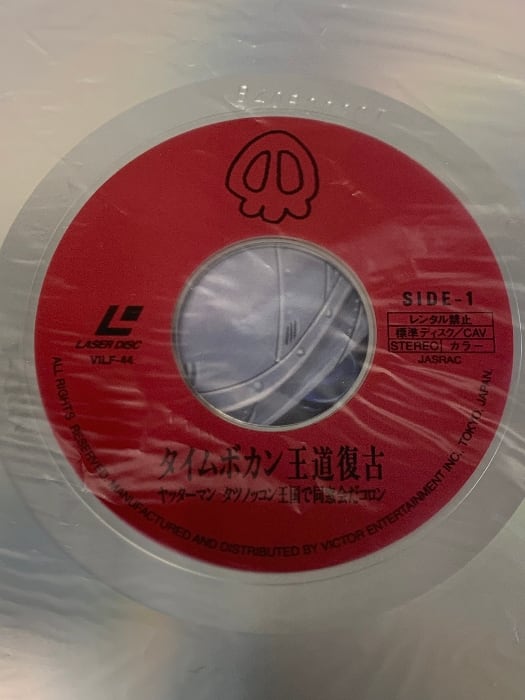 SIDE-1
レンタル禁止
標準ディスク/CAV
STEREO カラー
JASRAC
LASER DISC
VILF-44
タイムボカン王道復古
ヤッターマン タツノッコン王国で同窓会だコロン
ALL RIGHTS RESERVED. MANUFACTURED AND DISTRIBUTED BY VICTOR ENTERTAINMENT, INC. TOKYO, JAPAN.